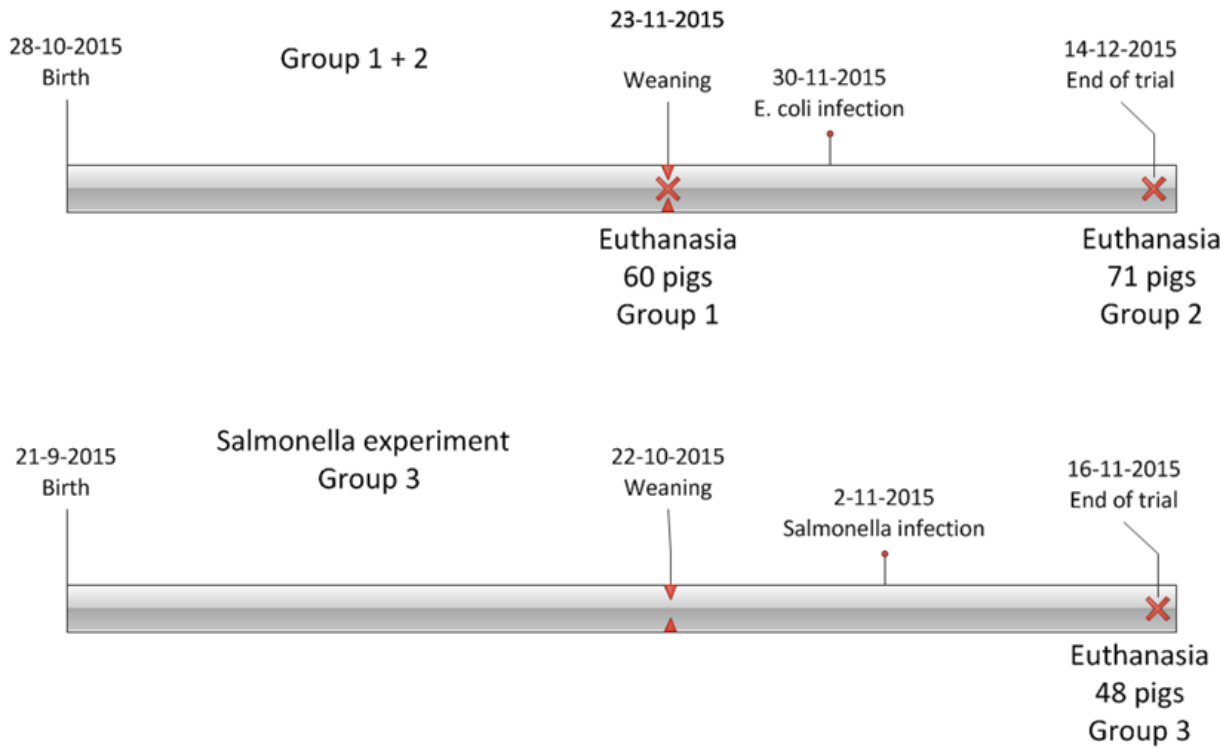 28-10-2015
Birth
Group 1 + 2
23-11-2015
Weaning
30-11-2015
E. coli infection
14-12-2015
End of trial
Euthanasia
60 pigs
Group 1
Euthanasia
71 pigs
Group 2
21-9-2015
Birth
Salmonella experiment
Group 3
22-10-2015
Weaning
2-11-2015
Salmonella infection
16-11-2015
End of trial
Euthanasia
48 pigs
Group 3